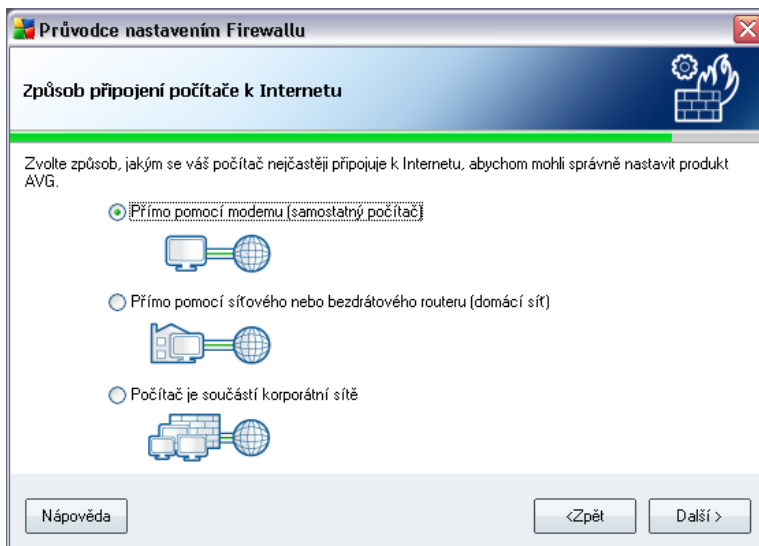 Průvodce nastavením Firewallu
Způsob připojení počítače k Internetu
Zvolte způsob, jakým se váš počítač nejčastěji připojuje k Internetu, abychom mohli správně nastavit produkt
AVG.
Přímo pomocí modemu (samostatný počítač)
Přímo pomocí síťového nebo bezdrátového routeru (domácí síť)
Počítač je součástí korporátní sítě
Nápověda
<Zpět
Další >